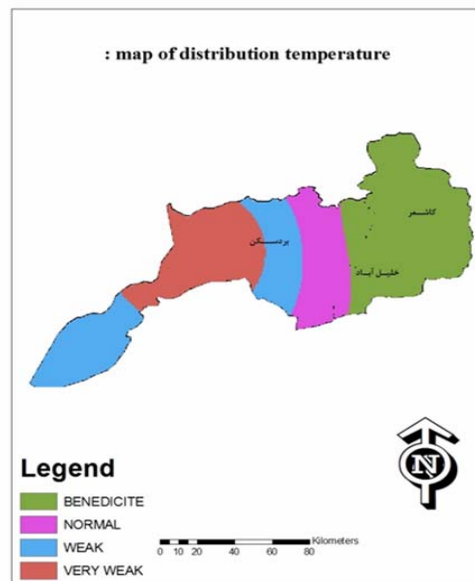 : map of distribution temperature
کاشمر
بردسکن
خلیل آباد
N
Legend
BENEDICITE
NORMAL
WEAK
VERY WEAK
Kilometers
0 10 20 40 60 80